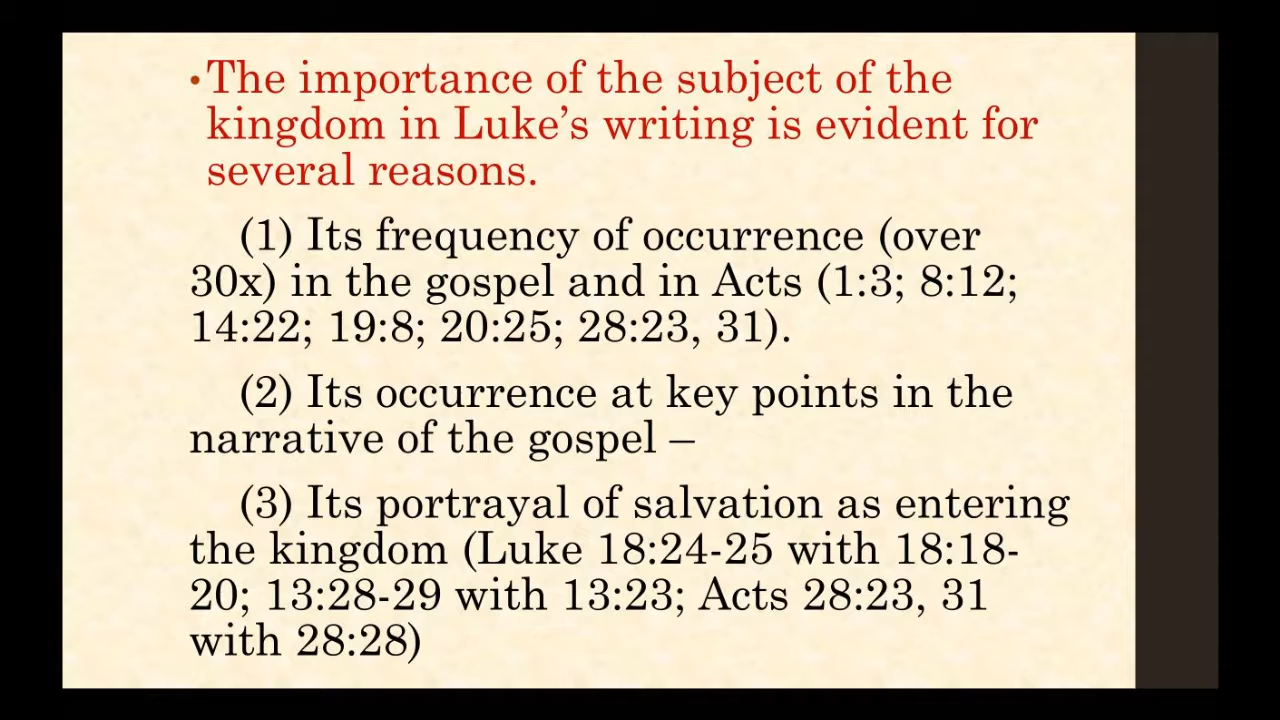 •The importance of the subject of the
kingdom in Luke’s writing is evident for
several reasons.
(1) Its frequency of occurrence (over
30x) in the gospel and in Acts (1:3; 8:12;
14:22; 19:8; 20:25; 28:23, 31).
(2) Its occurrence at key points in the
narrative of the gospel –
(3) Its portrayal of salvation as entering
the kingdom (Luke 18:24-25 with 18:18-
20; 13:28-29 with 13:23; Acts 28:23, 31
with 28:28)